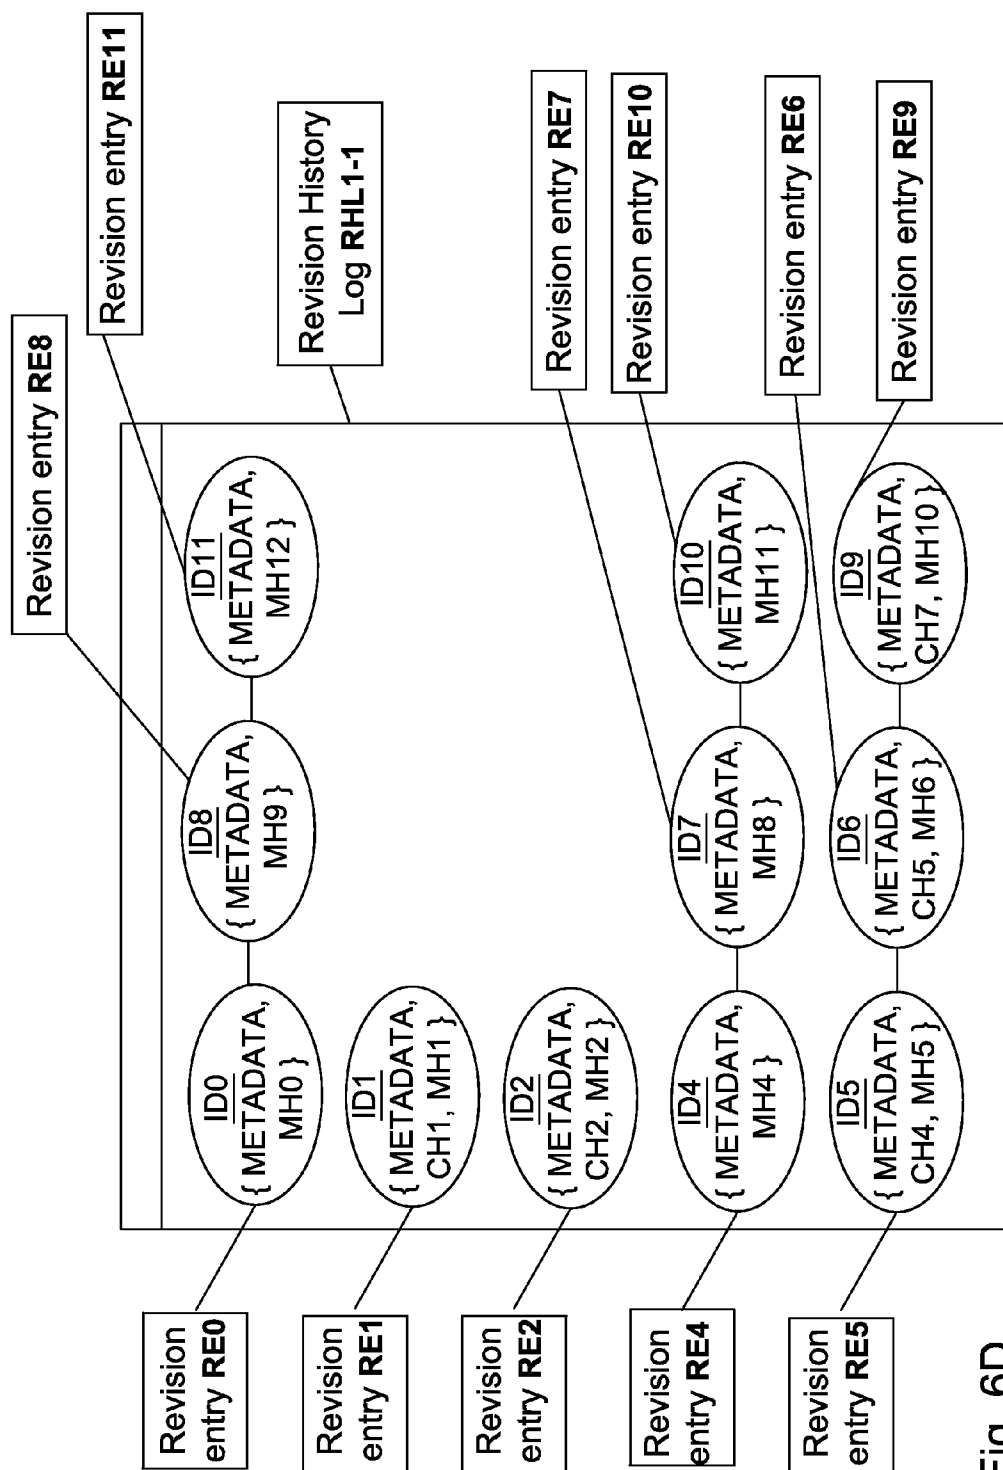 Revision entry RE8
Revision entry RE11
Revision History
Log RHL1-1
Revision entry RE7
Revision entry RE10
Revision entry RE6
Revision entry RE9
ID0
{ METADATA,
MH0 }
ID8
{ METADATA,
MH9 }
ID11
{ METADATA,
MH12 }
ID1
{ METADATA,
CH1, MH1 }
ID2
{ METADATA,
CH2, MH2 }
ID4
{ METADATA,
MH4 }
ID7
{ METADATA,
MH8 }
ID10
{ METADATA,
MH11 }
ID5
{ METADATA,
CH4, MH5 }
ID6
{ METADATA,
CH5, MH6 }
ID9
{ METADATA,
CH7, MH10 }
Revision
entry RE0
Revision
entry RE1
Revision
entry RE2
Revision
entry RE4
Revision
entry RE5
Fig. 6D